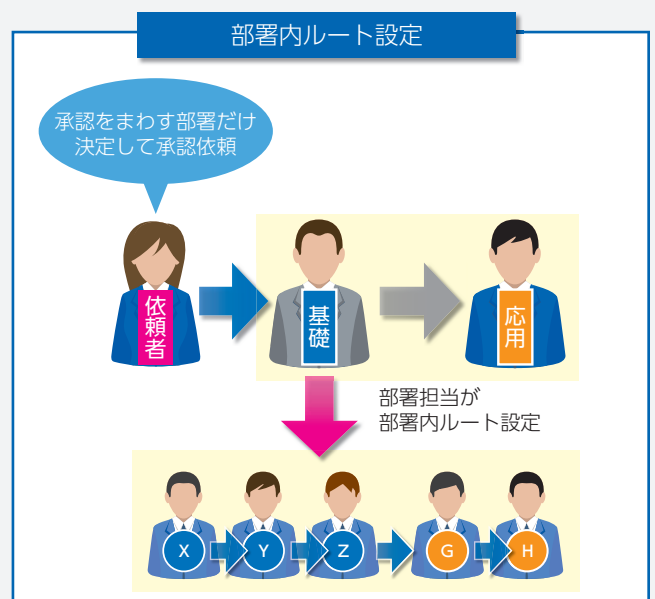 部署内ルート設定
承認をまわす部署だけ
決定して承認依頼
依頼者
基礎
応用
部署担当が
部署内ルート設定
X
Y
Z
G
H